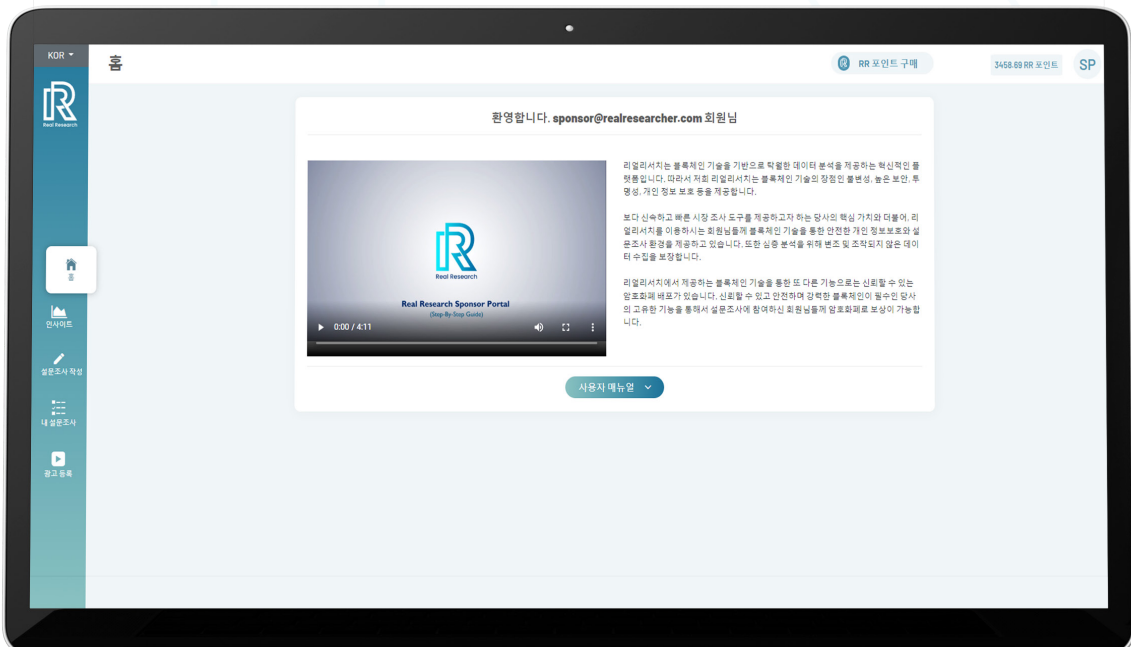 KOR
홈
RR 포인트 구매
3458.69 RR 포인트
SP
Real Research
환영합니다. sponsor@realresearcher.com 회원님
Real Research
Real Research Sponsor Portal
(Step-By-Step Guide)
0:00 / 4:11
리얼리서치는 블록체인 기술을 기반으로 탁월한 데이터 분석을 제공하는 혁신적인 플
랫폼입니다. 따라서 저희 리얼리서치는 블록체인 기술의 장점인 불변성, 높은 보안, 투
명성, 개인 정보 보호 등을 제공합니다.
보다 신속하고 빠른 시장 조사 도구를 제공하고자 하는 당사의 핵심 가치와 더불어, 리
얼리서치를 이용하시는 회원님들께 블록체인 기술을 통한 안전한 개인 정보보호와 설
문조사 환경을 제공하고 있습니다. 또한 심층 분석을 위해 변조 및 조작되지 않은 데이
터 수집을 보장합니다.
리얼리서치에서 제공하는 블록체인 기술을 통한 또 다른 기능으로는 신뢰할 수 있는
암호화폐 배포가 있습니다. 신뢰할 수 있고 안전하며 강력한 블록체인이 필수인 당사
의 고유한 기능을 통해서 설문조사에 참여하신 회원님들께 암호화폐로 보상이 가능합
니다.
사용자 매뉴얼
홈
인사이트
설문조사 작성
내 설문조사
광고 등록